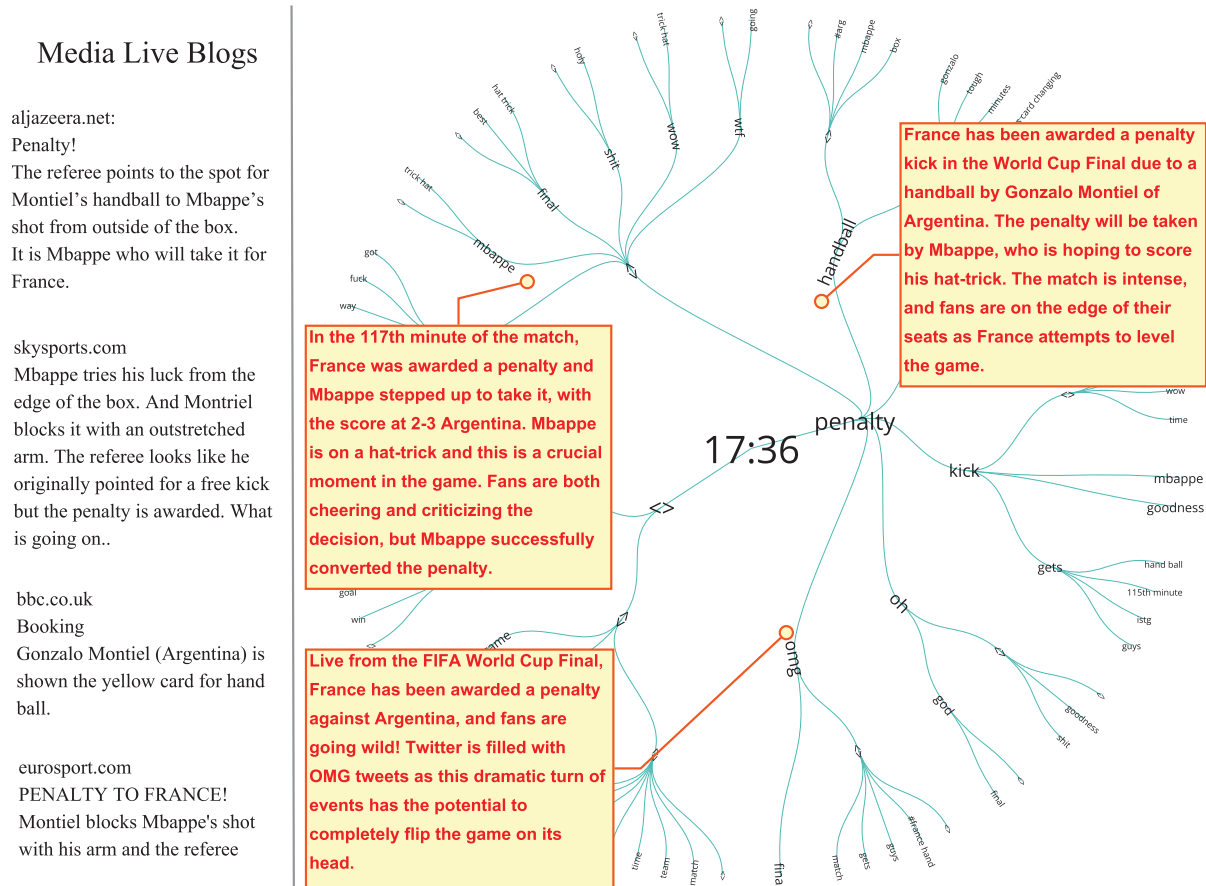 Media Live Blogs
aljazeera.net:
Penalty!
The referee points to the spot for
Montiel’s handball to Mbappe’s
shot from outside of the box.
It is Mbappe who will take it for
France.
skysports.com
Mbappe tries his luck from the
edge of the box. And Montriel
blocks it with an outstretched
arm. The referee looks like he
originally pointed for a free kick
but the penalty is awarded. What
is going on..
bbc.co.uk
Booking
Gonzalo Montiel (Argentina) is
shown the yellow card for hand
ball.
eurosport.com
PENALTY TO FRANCE!
Montiel blocks Mbappe's shot
with his arm and the referee
17:36
penalty
<>
mbappe
trick hat
<>
final
<>
best
hat trick
shit
<>
holy
wow
<>
trick hat
wtf
<>
going
got
fuck
way
handball
<>
<>
#arg
mbappe
box
gonzalo
tough
minutes
card changing
France has been awarded a penalty
kick in the World Cup Final due to a
handball by Gonzalo Montiel of
Argentina. The penalty will be taken
by Mbappe, who is hoping to score
his hat-trick. The match is intense,
and fans are on the edge of their
seats as France attempts to level
the game.
In the 117th minute of the match,
France was awarded a penalty and
Mbappe stepped up to take it, with
the score at 2-3 Argentina. Mbappe
is on a hat-trick and this is a crucial
moment in the game. Fans are both
cheering and criticizing the
decision, but Mbappe successfully
converted the penalty.
kick
<>
wow
time
mbappe
goodness
gets
hand ball
115th minute
istg
guys
oh
<>
<>
goodness
shit
god
<>
final
omg
<>
<>
#france hand
guys
gets
match
fina
<>
goal
win
<>
<>
ame
<>
time
team
match
<>
Live from the FIFA World Cup Final,
France has been awarded a penalty
against Argentina, and fans are
going wild! Twitter is filled with
OMG tweets as this dramatic turn of
events has the potential to
completely flip the game on its
head.